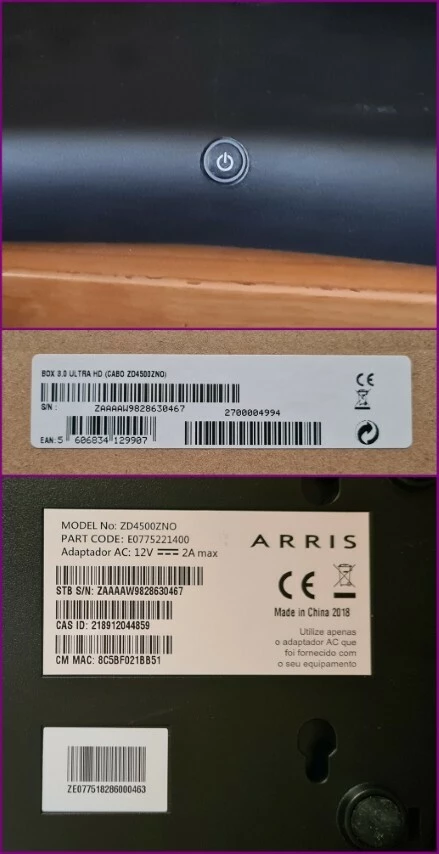 BOX 3.0 ULTRA HD (CABO ZD4500ZNO)
S/N : ZAAAAW9828630467 2700004994
EAN: 5 606834 129907
MODEL No: ZD4500ZNO
PART CODE: E0775221400
Adaptador AC: 12V 2A max
ARRIS
STB S/N: ZAAAAW9828630467
CAS ID: 218912044859
CM MAC: 8C5BF021BB51
Made in China 2018
Utilize apenas
o adaptador AC que
foi fornecido com
o seu equipamento
ZE077518286000463